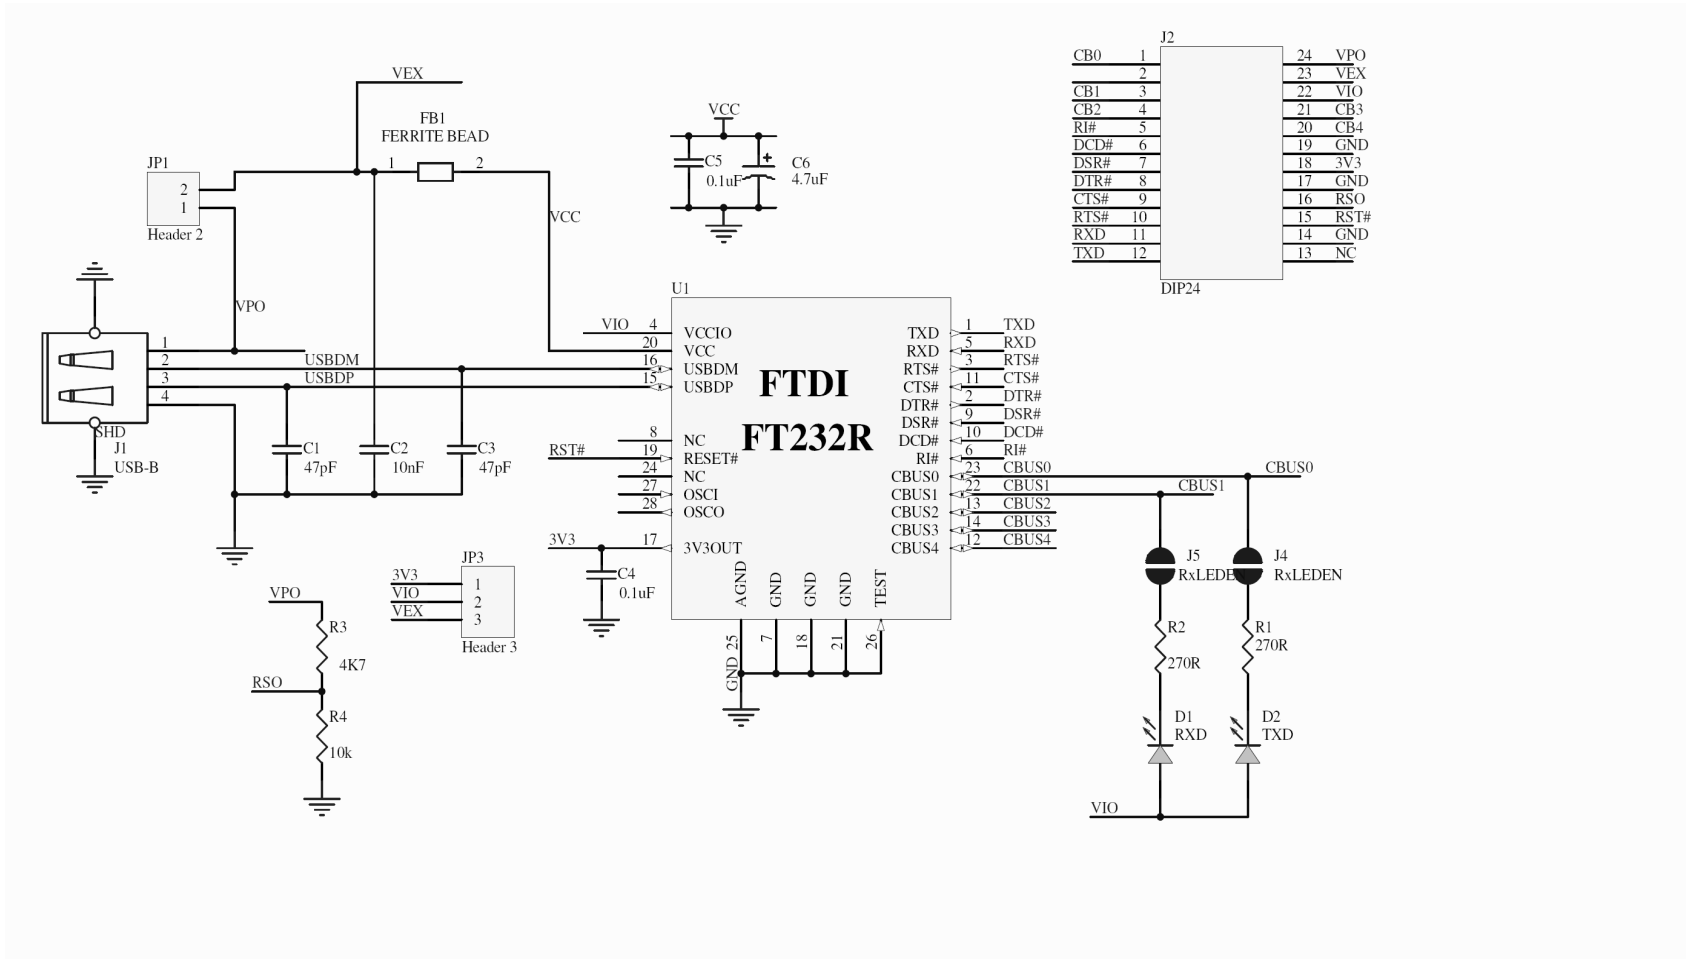 VEX
FB1
FERRITE BEAD
1 2
JP1
2
1
Header 2
VCC
VPO
1
2 USBDM
3 USBDP
4
SHD
J1
USB-B
C1
47pF
C2
10nF
C3
47pF
VCC
C5
0.1uF
+
C6
4.7uF
J2
CB0 1 24 VPO
2 23 VEX
CB1 3 22 VIO
CB2 4 21 CB3
RI# 5 20 CB4
DCD# 6 19 GND
DSR# 7 18 3V3
DTR# 8 17 GND
CTS# 9 16 RSO
RTS# 10 15 RST#
RXD 11 14 GND
TXD 12 13 NC
DIP24
U1
VIO 4 VCCIO
20 VCC
16 USBDM
15 USBDP
8 NC
RST# 19 RESET#
24 NC
27 OSCI
28 OSCO
3V3 17 3V3OUT
FTDI
FT232R
TXD 1 TXD
RXD 5 RXD
RTS# 3 RTS#
CTS# 11 CTS#
DTR# 2 DTR#
DSR# 9 DSR#
DCD# 10 DCD#
RI# 6 RI#
CBUS0 23 CBUS0 CBUS0
CBUS1 22 CBUS1 CBUS1
CBUS2 13 CBUS2
CBUS3 14 CBUS3
CBUS4 12 CBUS4
AGND GND GND GND TEST
25 7 18 21 26
GND
C4
0.1uF
JP3
3V3 1
VIO 2
VEX 3
Header 3
VPO
R3
4K7
RSO
R4
10k
J5
RxLEDEN
J4
RxLEDEN
R2
270R
R1
270R
D1
RXD
D2
TXD
VIO